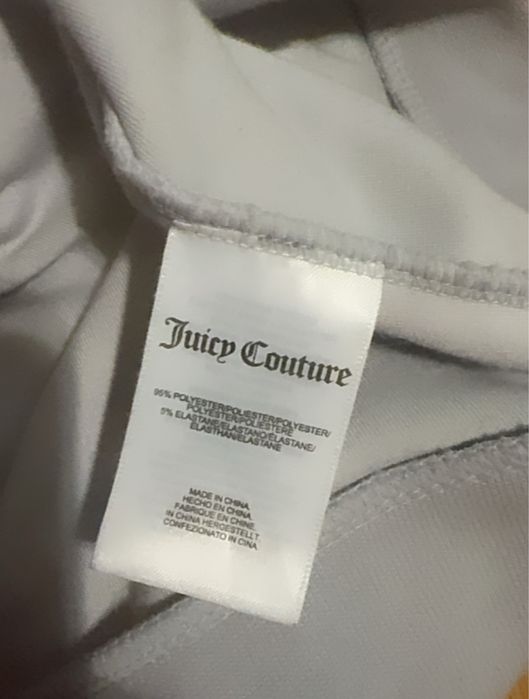 Juicy Couture
95% POLYESTER/POLIESTER/POLYESTER/
POLYESTER/POLIESTERE
5% ELASTANE/ELASTANO/ELASTANE/
ELASTHAN/ELASTANE
MADE IN CHINA
HECHO EN CHINA
FABRIQUE EN CHINE.
IN CHINA HERGESTELLT.
CONFEZIONATO IN CINA